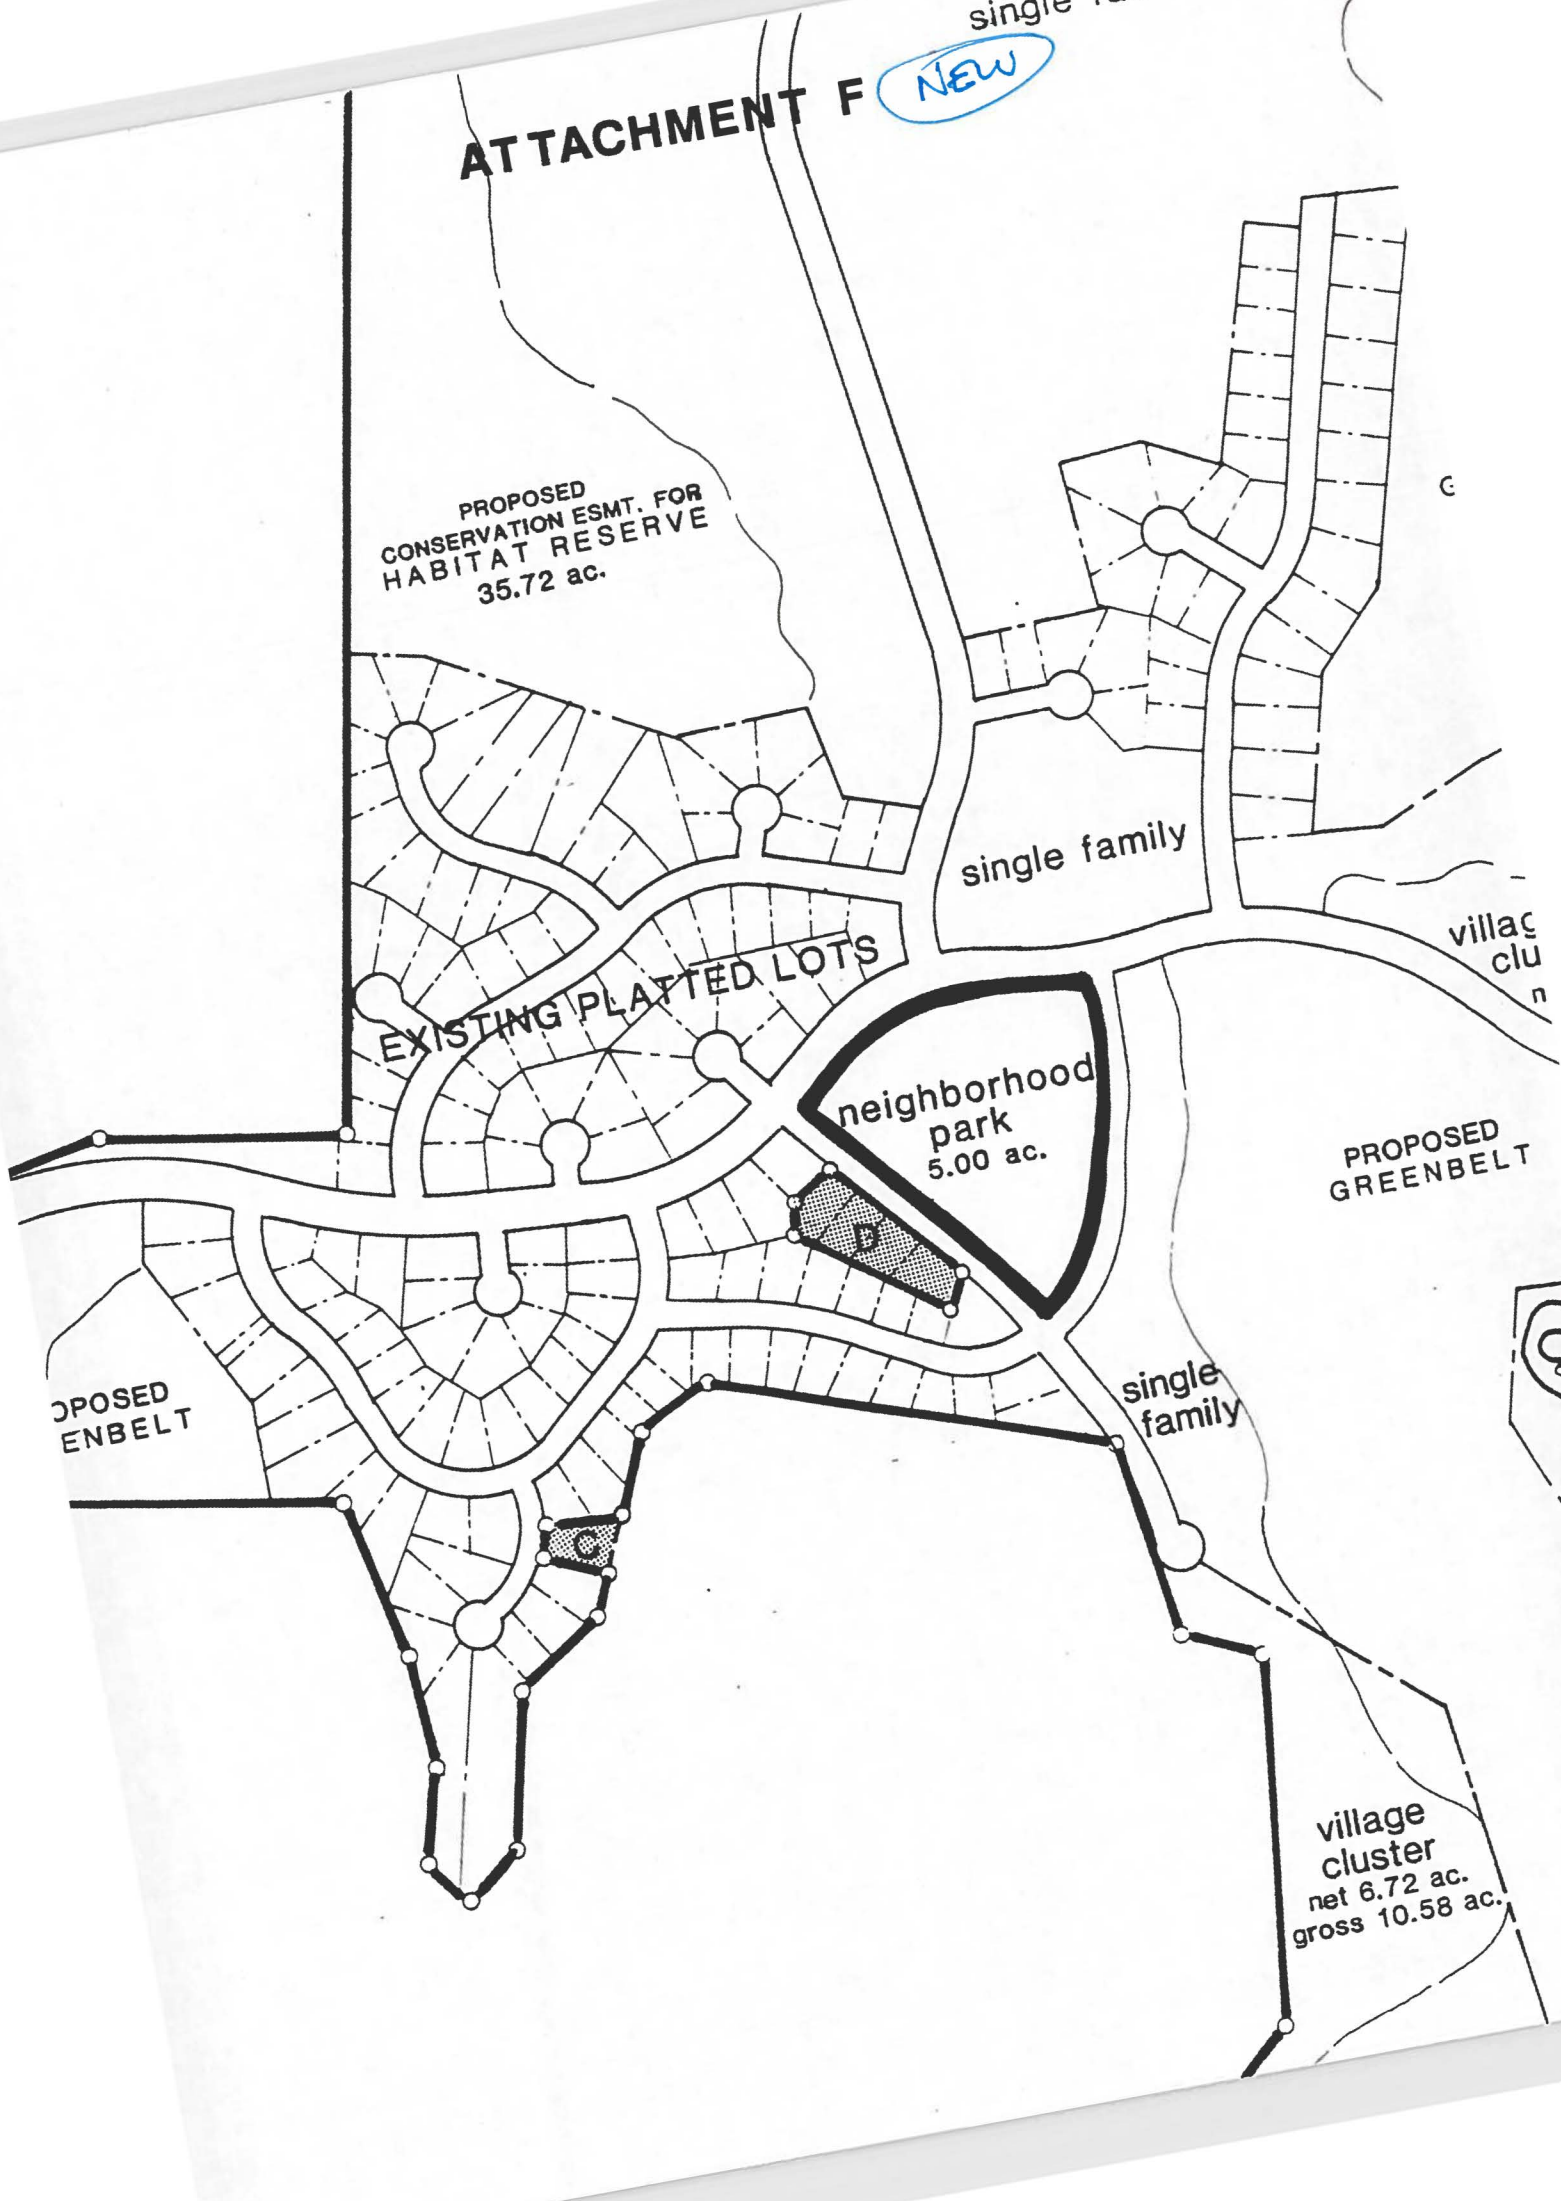 single
ATTACHMENT F
NEW
PROPOSED
CONSERVATION ESMT. FOR
HABITAT RESERVE
35.72 ac.
single family
EXISTING PLATTED LOTS
neighborhood
park
5.00 ac.
PROPOSED
GREENBELT
D
single
family
C
village
cluster
net 6.72 ac.
gross 10.58 ac.